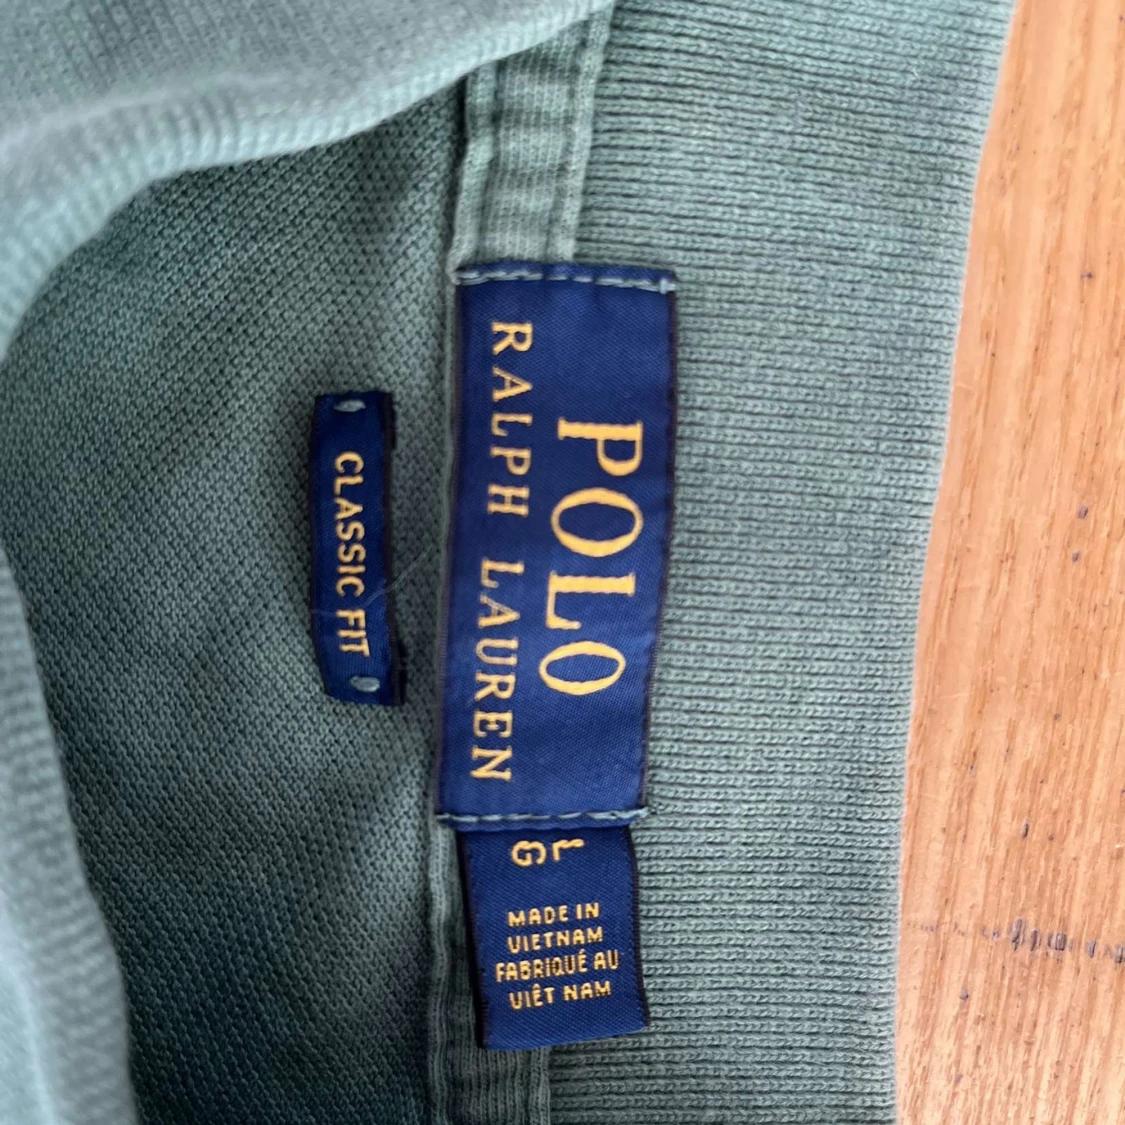 POLO
RALPH LAUREN
CLASSIC FIT
L
G
MADE IN
VIETNAM
FABRIQUÉ AU
VIÊT NAM